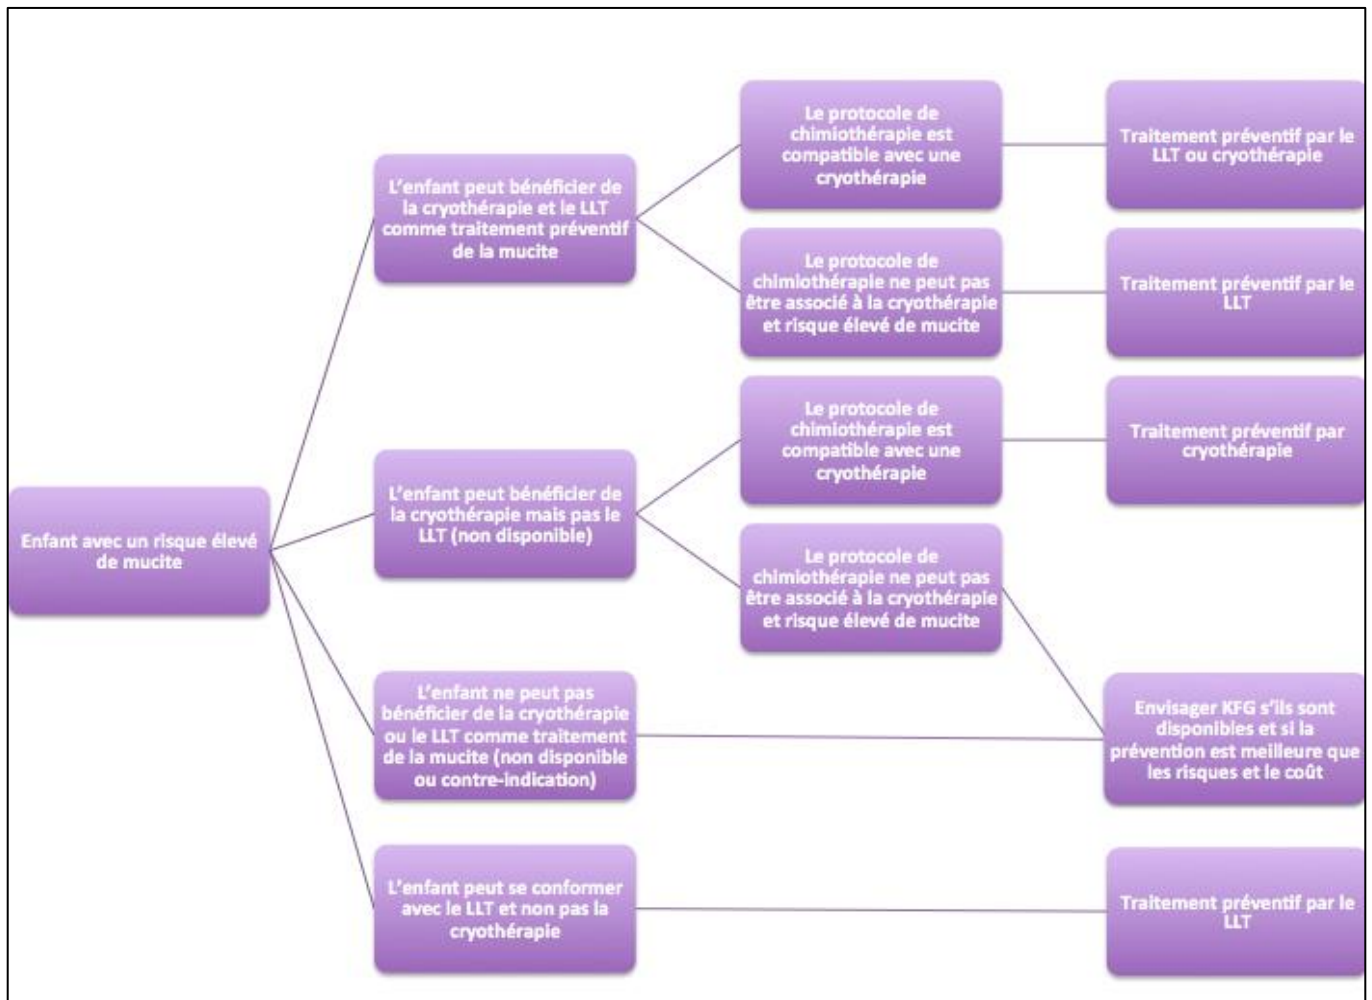 Enfant avec un risque élevé
de mucite
L'enfant peut bénéficier de
la cryothérapie et le LLT
comme traitement préventif
de la mucite
Le protocole de
chimiothérapie est
compatible avec une
cryothérapie
Traitement préventif par le
LLT ou cryothérapie
Le protocole de
chimiothérapie ne peut pas
être associé à la cryothérapie
et risque élevé de mucite
Traitement préventif par le
LLT
L'enfant peut bénéficier de
la cryothérapie mais pas le
LLT (non disponible)
Le protocole de
chimiothérapie est
compatible avec une
cryothérapie
Traitement préventif par
cryothérapie
Le protocole de
chimiothérapie ne peut pas
être associé à la cryothérapie
et risque élevé de mucite
L'enfant ne peut pas
bénéficier de la cryothérapie
ou le LLT comme traitement
de la mucite (non disponible
ou contre-indication)
Envisager KFG s'ils sont
disponibles et si la
prévention est meilleure que
les risques et le coût
L'enfant peut se conformer
avec le LLT et non pas la
cryothérapie
Traitement préventif par le
LLT